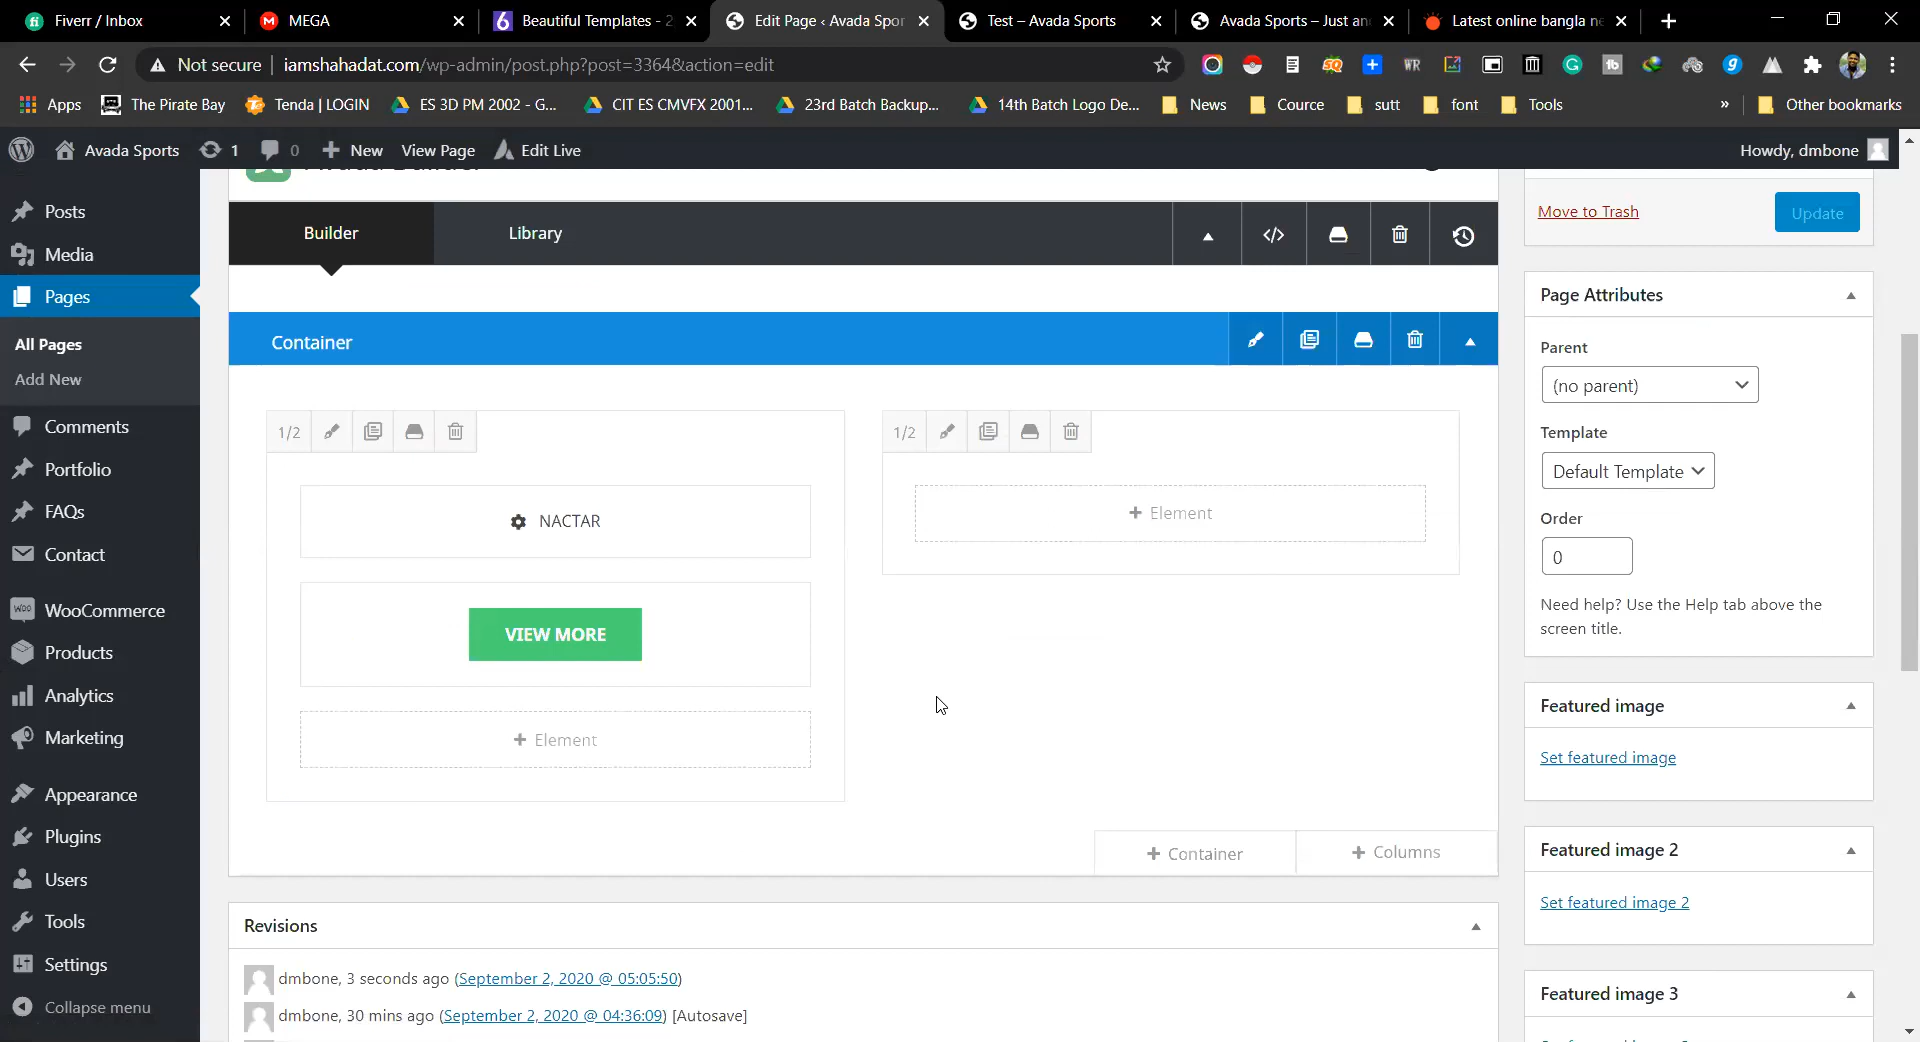 Fiverr / Inbox
MEGA
Beautiful Templates - 2
Edit Page ‹ Avada Spor
Test – Avada Sports
Avada Sports – Just an
Latest online bangla ne
Not secure
iamshahadat.com/wp-admin/post.php?post=3364&action=edit
Apps
The Pirate Bay
Tenda | LOGIN
ES 3D PM 2002 - G...
CIT ES CMVFX 2001...
23rd Batch Backup...
14th Batch Logo De...
News
Cource
sutt
font
Tools
»
Other bookmarks
Avada Sports
1
0
New
View Page
Edit Live
Howdy, dmbone
Posts
Media
Pages
All Pages
Add New
Comments
Portfolio
FAQs
Contact
WooCommerce
Products
Analytics
Marketing
Appearance
Plugins
Users
Tools
Settings
Collapse menu
Builder
Library
Container
1/2
NACTAR
VIEW MORE
+ Element
1/2
+ Element
+ Container
+ Columns
Revisions
dmbone, 3 seconds ago (September 2, 2020 @ 05:05:50)
dmbone, 30 mins ago (September 2, 2020 @ 04:36:09) [Autosave]
Move to Trash
Update
Page Attributes
Parent
(no parent)
Template
Default Template
Order
0
Need help? Use the Help tab above the
screen title.
Featured image
Set featured image
Featured image 2
Set featured image 2
Featured image 3